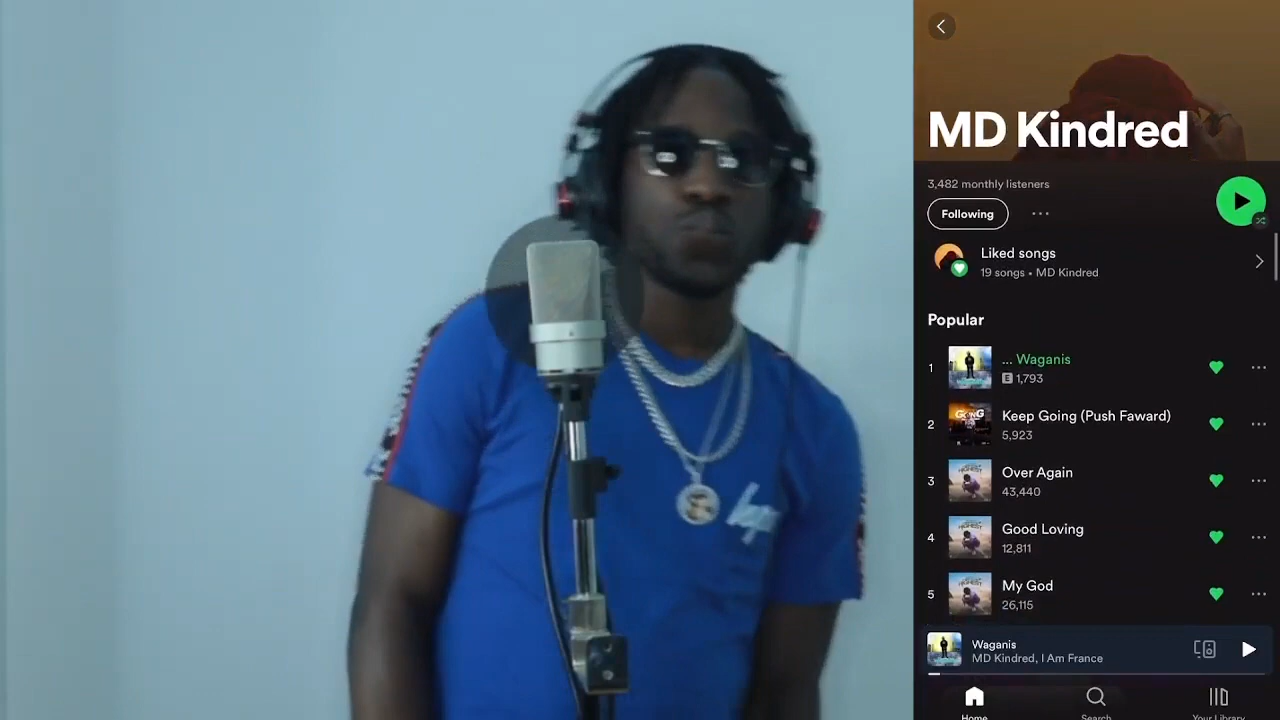 MD Kindred
3,482 monthly listeners
Following
Liked songs
19 songs • MD Kindred
Popular
1
... Waganis
E 1,793
2
Keep Going (Push Faward)
5,923
3
Over Again
43,440
4
Good Loving
12,811
5
My God
26,115
Waganis
MD Kindred, I Am France
Home
Search
Your Library